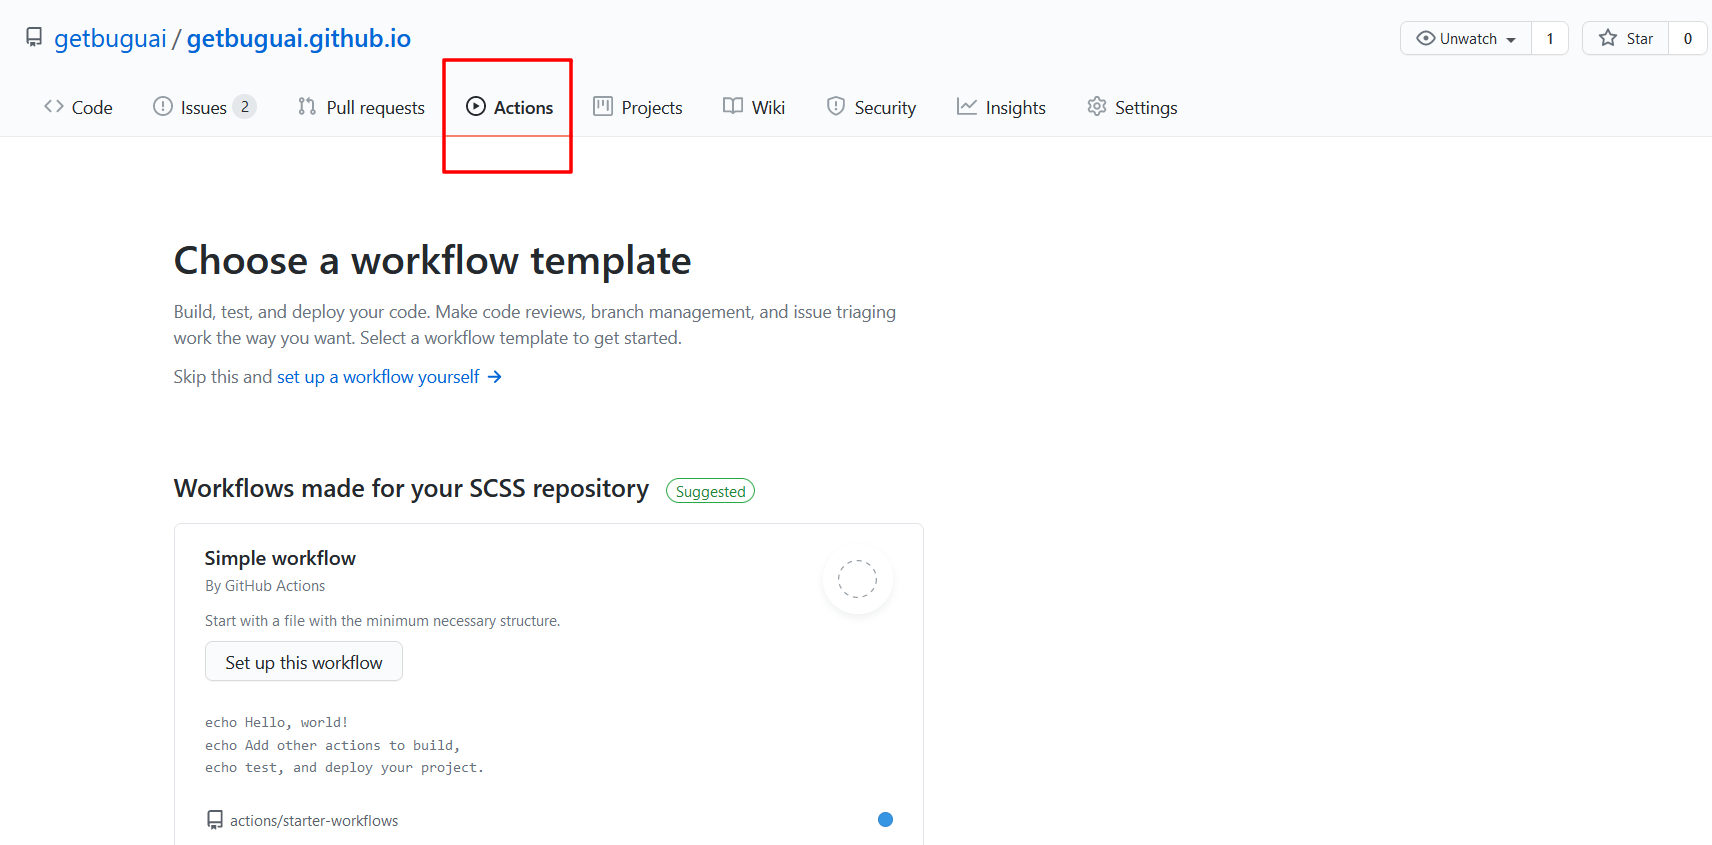 getbuguai / getbuguai.github.io
Unwatch 1 Star 0
Code Issues 2 Pull requests Actions Projects Wiki Security Insights Settings
Choose a workflow template
Build, test, and deploy your code. Make code reviews, branch management, and issue triaging
work the way you want. Select a workflow template to get started.
Skip this and set up a workflow yourself →
Workflows made for your SCSS repository Suggested
Simple workflow
By GitHub Actions
Start with a file with the minimum necessary structure.
Set up this workflow
echo Hello, world!
echo Add other actions to build,
echo test, and deploy your project.
actions/starter-workflows